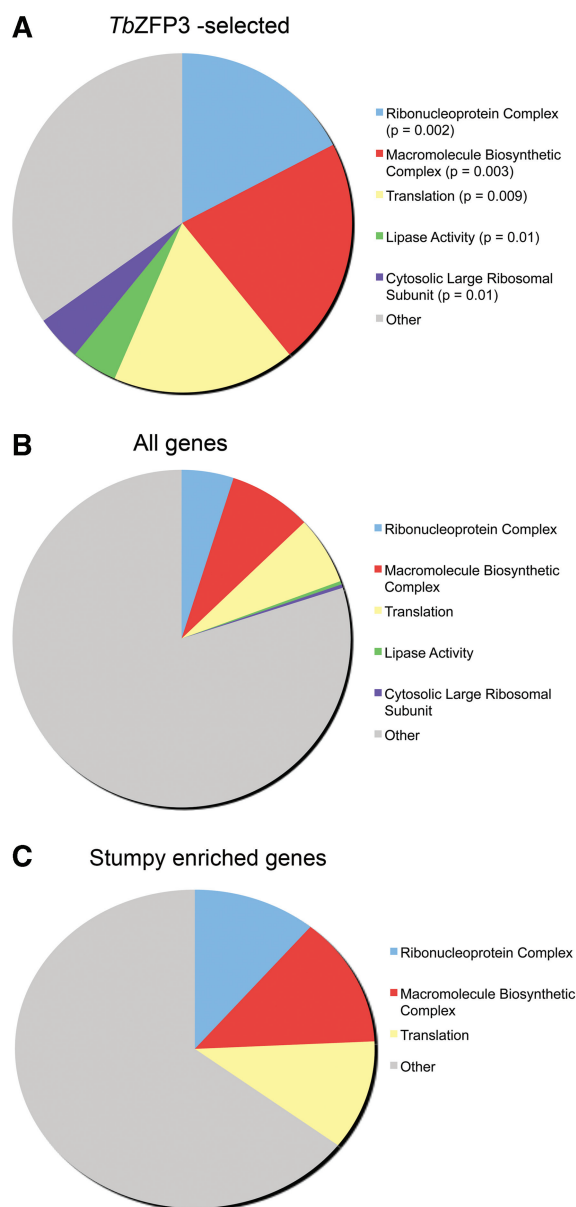 A
TbZFP3 -selected
Ribonucleoprotein Complex
(p = 0.002)
Macromolecule Biosynthetic
Complex (p = 0.003)
Translation (p = 0.009)
Lipase Activity (p = 0.01)
Cytosolic Large Ribosomal
Subunit (p = 0.01)
Other
B
All genes
Ribonucleoprotein Complex
Macromolecule Biosynthetic
Complex
Translation
Lipase Activity
Cytosolic Large Ribosomal
Subunit
Other
C
Stumpy enriched genes
Ribonucleoprotein Complex
Macromolecule Biosynthetic
Complex
Translation
Other